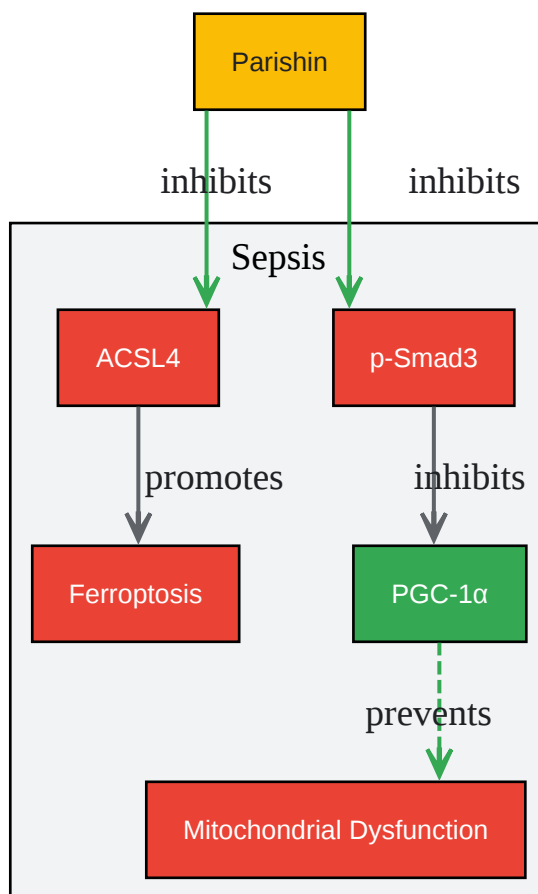 Parishin
inhibits
inhibits
Sepsis
ACSL4
p-Smad3
promotes
inhibits
Ferroptosis
PGC-1α
prevents
Mitochondrial Dysfunction